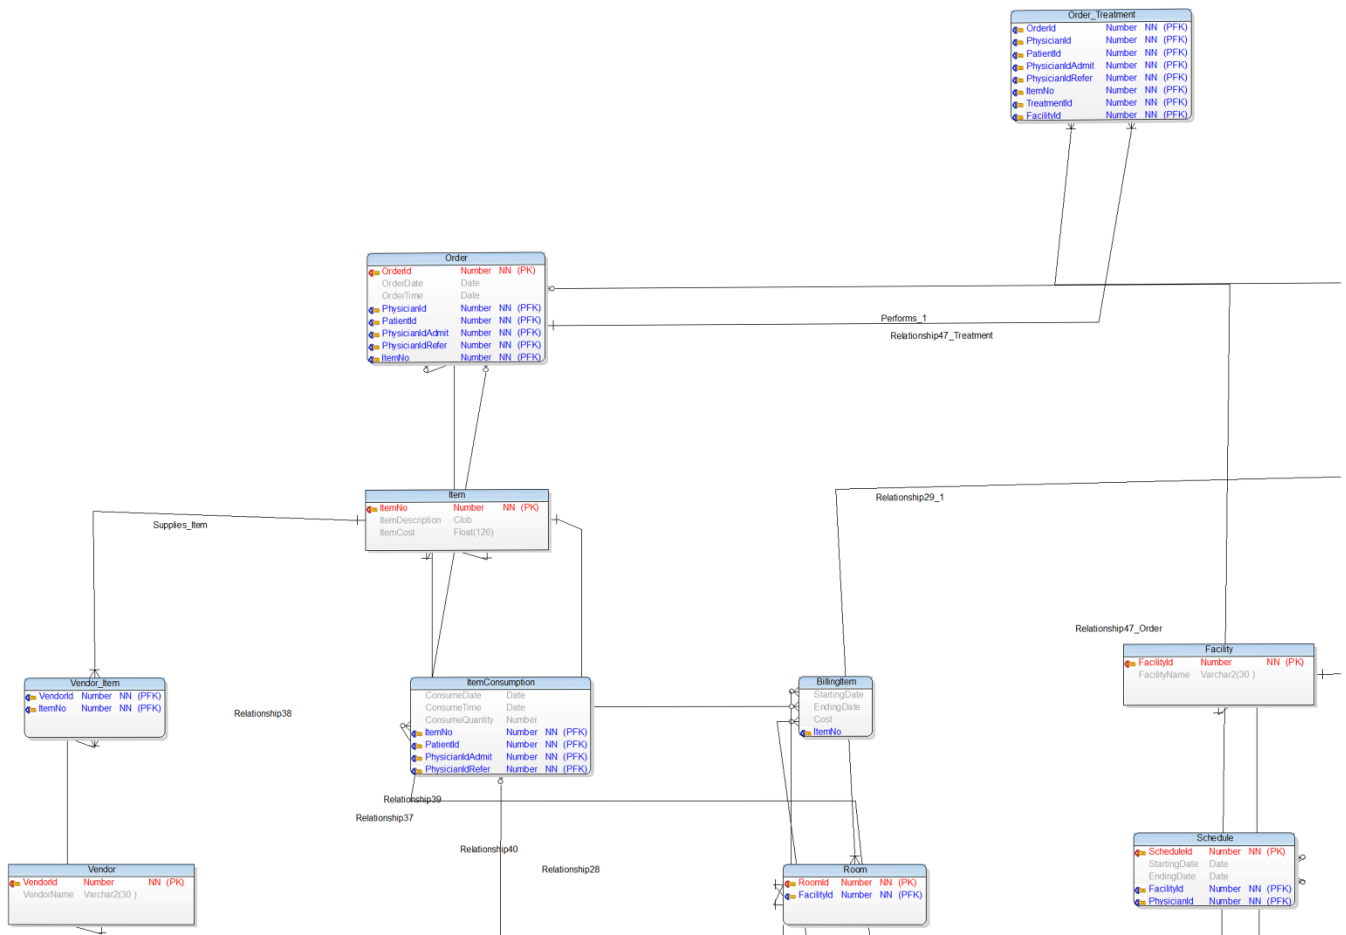 Order_Treatment
OrderId Number NN (PFK)
PhysicianId Number NN (PFK)
PatientId Number NN (PFK)
PhysicianIdAdmit Number NN (PFK)
PhysicianIdRefer Number NN (PFK)
ItemNo Number NN (PFK)
TreatmentId Number NN (PFK)
FacilityId Number NN (PFK)
Order
OrderId Number NN (PK)
OrderDate Date
OrderTime Date
PhysicianId Number NN (PFK)
PatientId Number NN (PFK)
PhysicianIdAdmit Number NN (PFK)
PhysicianIdRefer Number NN (PFK)
ItemNo Number NN (PFK)
Performs_1
Relationship47_Treatment
Item
ItemNo Number NN (PK)
ItemDescription Clob
ItemCost Float(126)
Supplies_Item
Relationship29_1
Relationship47_Order
Facility
FacilityId Number NN (PK)
FacilityName Varchar2(30 )
Vendor_Item
VendorId Number NN (PFK)
ItemNo Number NN (PFK)
Relationship38
ItemConsumption
ConsumeDate Date
ConsumeTime Date
ConsumeQuantity Number
ItemNo Number NN (PFK)
PatientId Number NN (PFK)
PhysicianIdAdmit Number NN (PFK)
PhysicianIdRefer Number NN (PFK)
BillingItem
StartingDate
EndingDate
Cost
ItemNo
Relationship39
Relationship37
Relationship40
Relationship28
Vendor
VendorId Number NN (PK)
VendorName Varchar2(30 )
Room
RoomId Number NN (PK)
FacilityId Number NN (PFK)
Schedule
ScheduleId Number NN (PK)
StartingDate Date
EndingDate Date
FacilityId Number NN (PFK)
PhysicianId Number NN (PFK)